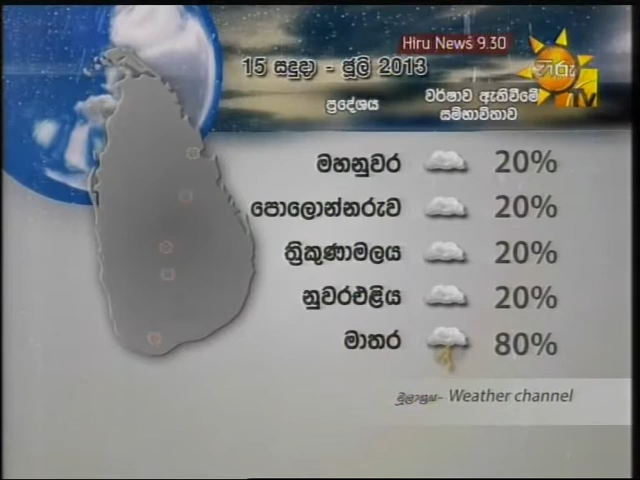 Hiru News 9.30
15 සඳුදා - ජූලි 2013
හිරු
TV
ප්‍රදේශය
වර්ෂාව ඇතිවීමේ
සම්භාවිතාව
මහනුවර 20%
පොලොන්නරුව 20%
ත්‍රිකුණාමලය 20%
නුවරඑළිය 20%
මාතර 80%
මූලාශ්‍රය- Weather channel